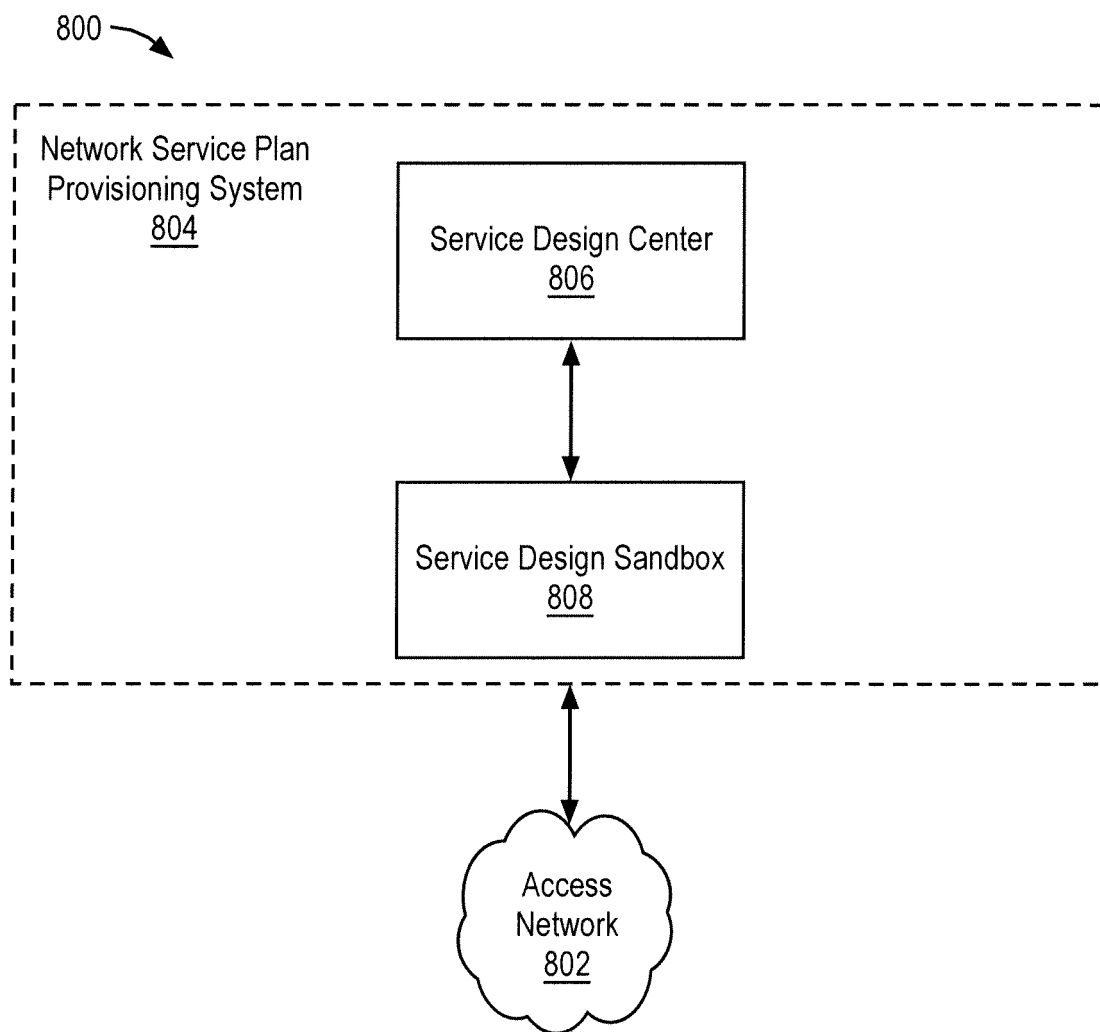 800
Network Service Plan
Provisioning System
804
Service Design Center
806
Service Design Sandbox
808
Access
Network
802